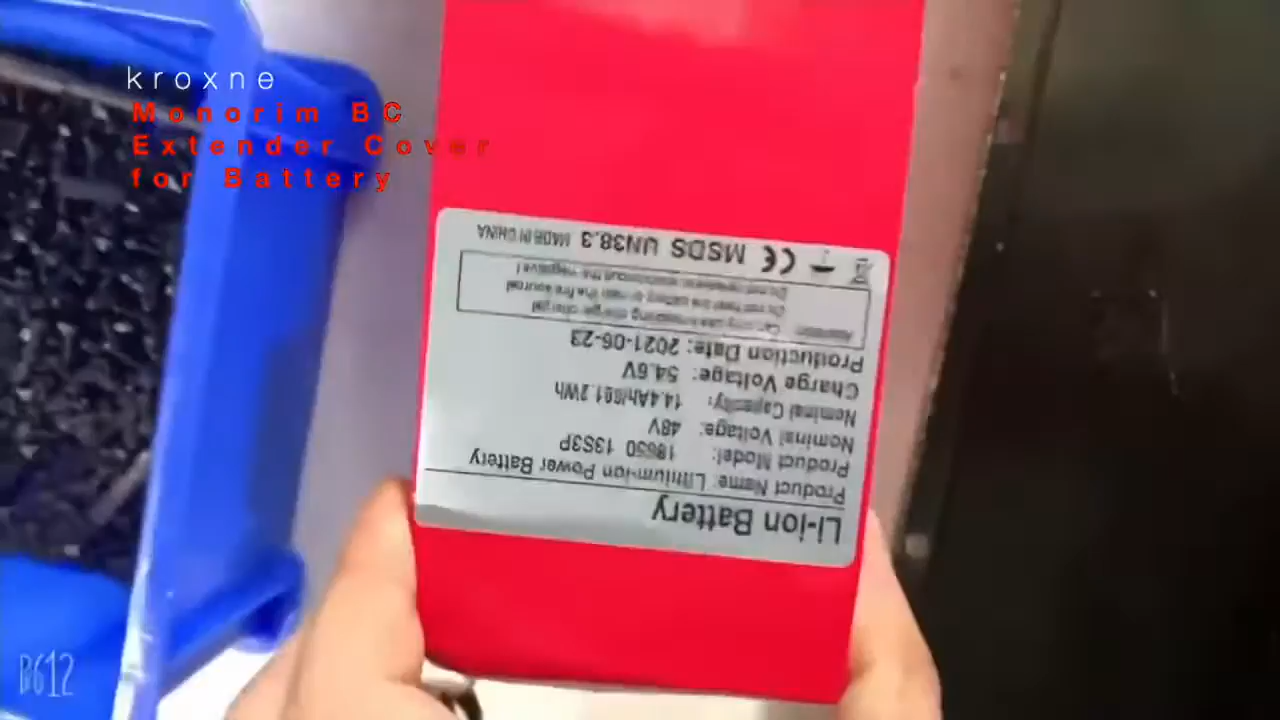 kroxne
Monorim BC
Extender Cover
for Battery
Li-ion Battery
Product Name: Lithium-ion Power Battery
Product Model: 18650 13S3P
Nominal Voltage: 48V
Nominal Capacity: 14.4Ah/691.2Wh
Charge Voltage: 54.6V
Production Date: 2021-06-23
CE MSDS UN38.3 MADE IN CHINA
B612